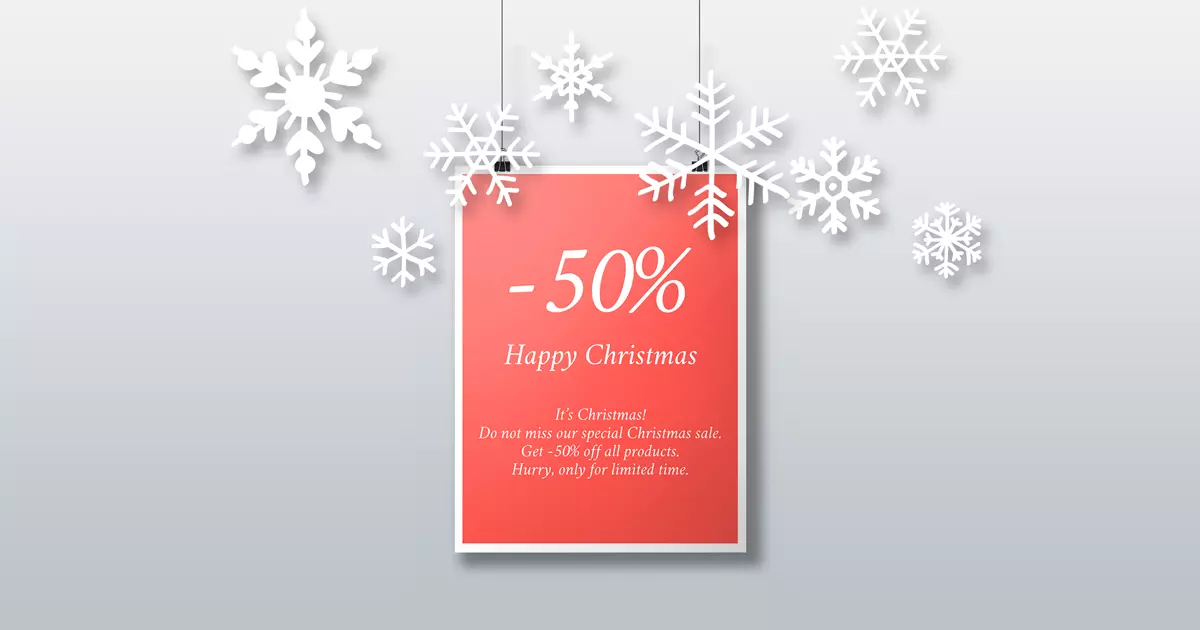 -50%
Happy Christmas
It's Christmas!
Do not miss our special Christmas sale.
Get -50% off all products.
Hurry, only for limited time.